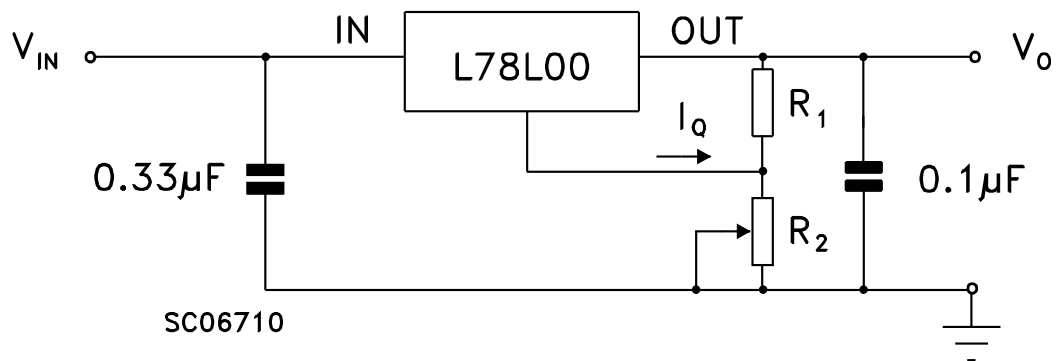 V_IN
IN
L78L00
OUT
V_O
R_1
I_Q
0.33µF
0.1µF
R_2
SC06710